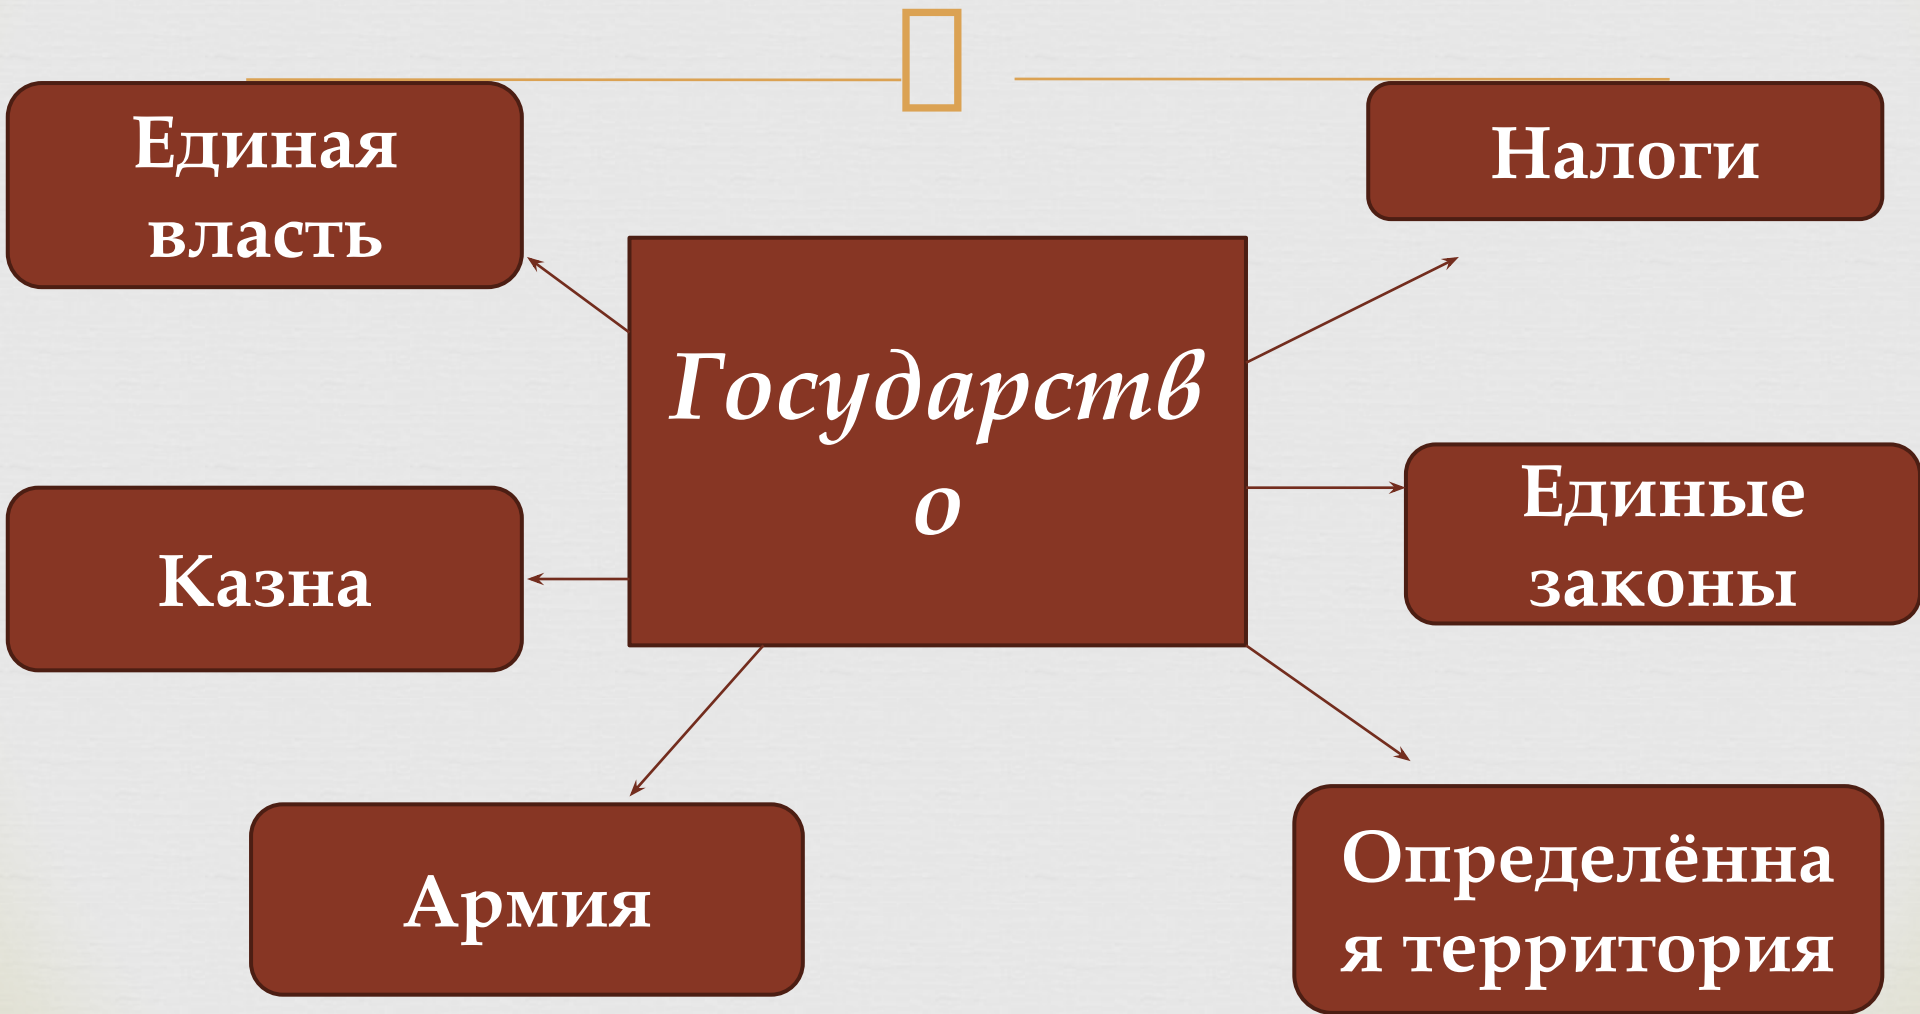 Единая
власть
Налоги
Государств
о
Единые
законы
Казна
Армия
Определённа
я территория